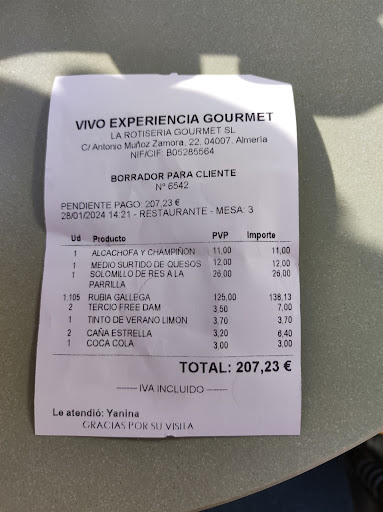 VIVO EXPERIENCIA GOURMET
LA ROTISERIA GOURMET SL
C/ Antonio Muñoz Zamora, 22, 04007, Almería
NIF/CIF: B05285564
BORRADOR PARA CLIENTE
Nº 6542
PENDIENTE PAGO: 207,23 €
28/01/2024 14:21 - RESTAURANTE - MESA: 3
Ud Producto PVP Importe
1 ALCACHOFA Y CHAMPIÑON 11,00 11,00
1 MEDIO SURTIDO DE QUESOS 12,00 12,00
1 SOLOMILLO DE RES A LA 26,00 26,00
PARRILLA
1,105 RUBIA GALLEGA 125,00 138,13
2 TERCIO FREE DAM 3,50 7,00
1 TINTO DE VERANO LIMON 3,70 3,70
2 CAÑA ESTRELLA 3,20 6,40
1 COCA COLA 3,00 3,00
TOTAL: 207,23 €
------- IVA INCLUIDO -------
Le atendió: Yanina
GRACIAS POR SU VISITA